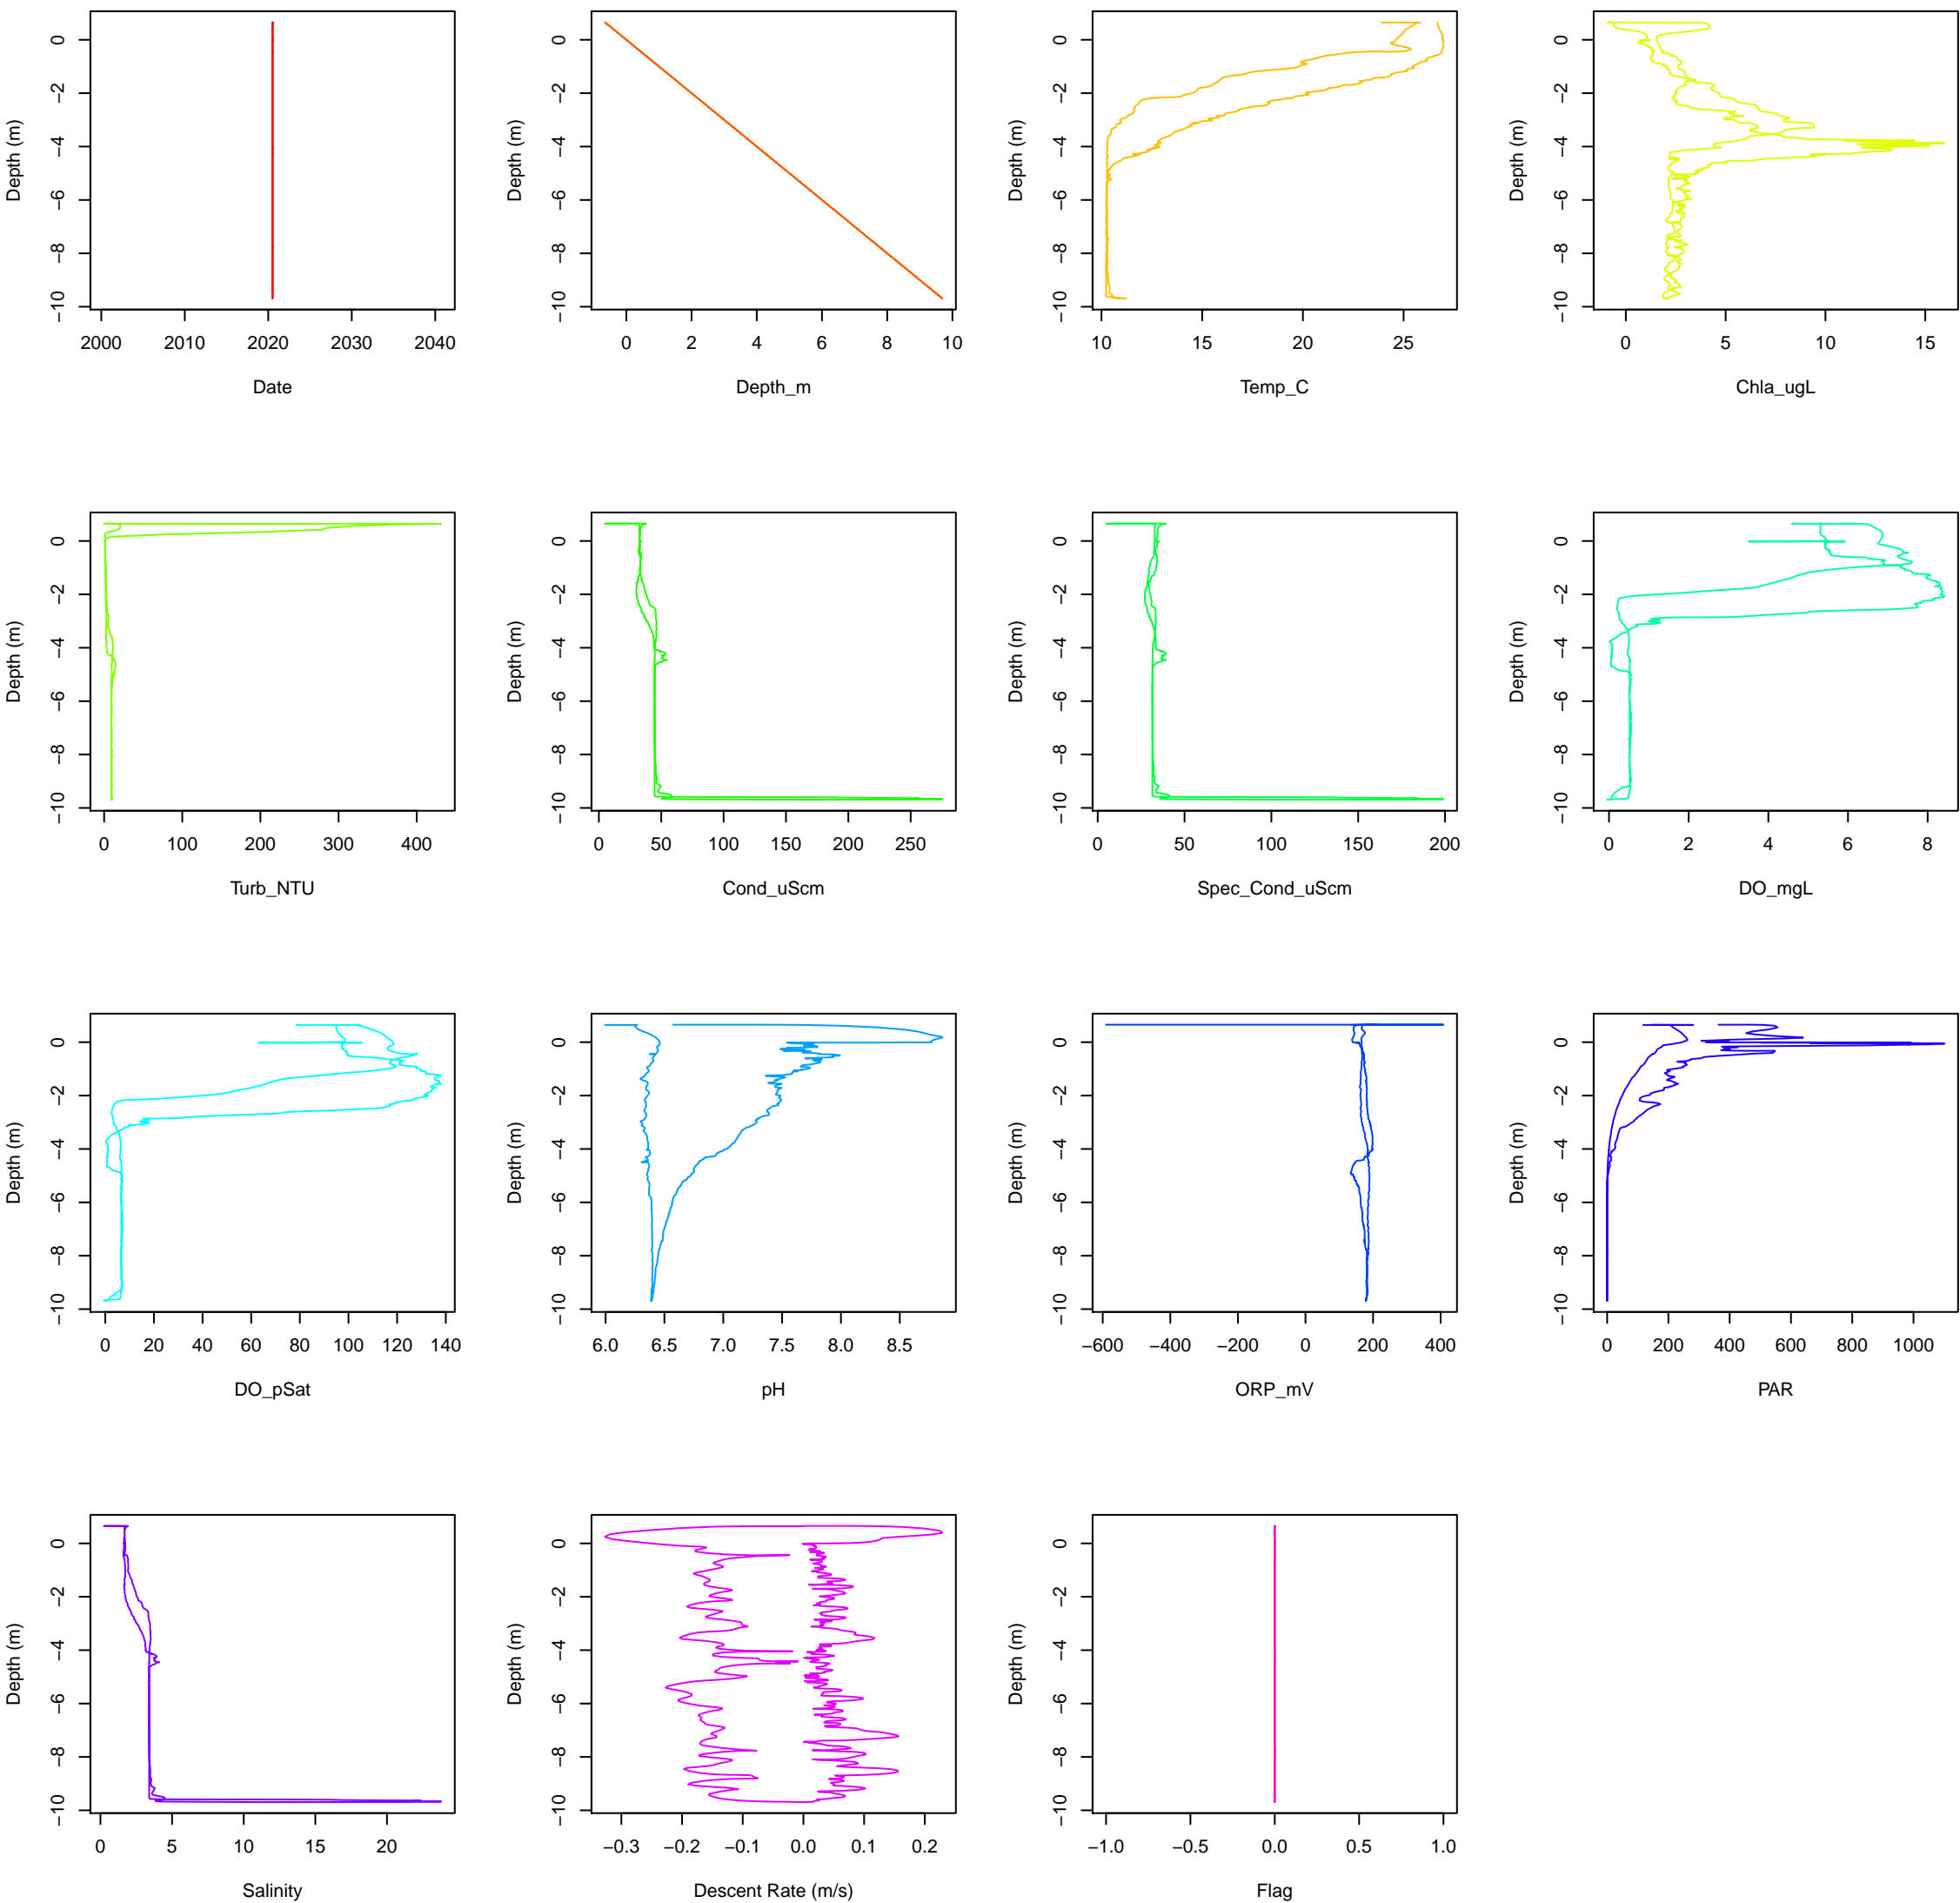 0 0 0 0
−2 −2 −2 −2
Depth (m) Depth (m) Depth (m) Depth (m)
−4 −4 −4 −4
−6 −6 −6 −6
−8 −8 −8 −8
−10 −10 −10 −10
2000 2010 2020 2030 2040 0 2 4 6 8 10 10 15 20 25 0 5 10 15
Date Depth_m Temp_C Chla_ugL
0 0 0 0
−2 −2 −2 −2
Depth (m) Depth (m) Depth (m) Depth (m)
−4 −4 −4 −4
−6 −6 −6 −6
−8 −8 −8 −8
−10 −10 −10 −10
0 100 200 300 400 0 50 100 150 200 250 0 50 100 150 200 0 2 4 6 8
Turb_NTU Cond_uScm Spec_Cond_uScm DO_mgL
0 0 0 0
−2 −2 −2 −2
Depth (m) Depth (m) Depth (m) Depth (m)
−4 −4 −4 −4
−6 −6 −6 −6
−8 −8 −8 −8
−10 −10 −10 −10
0 20 40 60 80 100 120 140 6.0 6.5 7.0 7.5 8.0 8.5 −600 −400 −200 0 200 400 0 200 400 600 800 1000
DO_pSat pH ORP_mV PAR
0 0 0
−2 −2 −2
Depth (m) Depth (m) Depth (m)
−4 −4 −4
−6 −6 −6
−8 −8 −8
−10 −10 −10
0 5 10 15 20 −0.3 −0.2 −0.1 0.0 0.1 0.2 −1.0 −0.5 0.0 0.5 1.0
Salinity Descent Rate (m/s) Flag